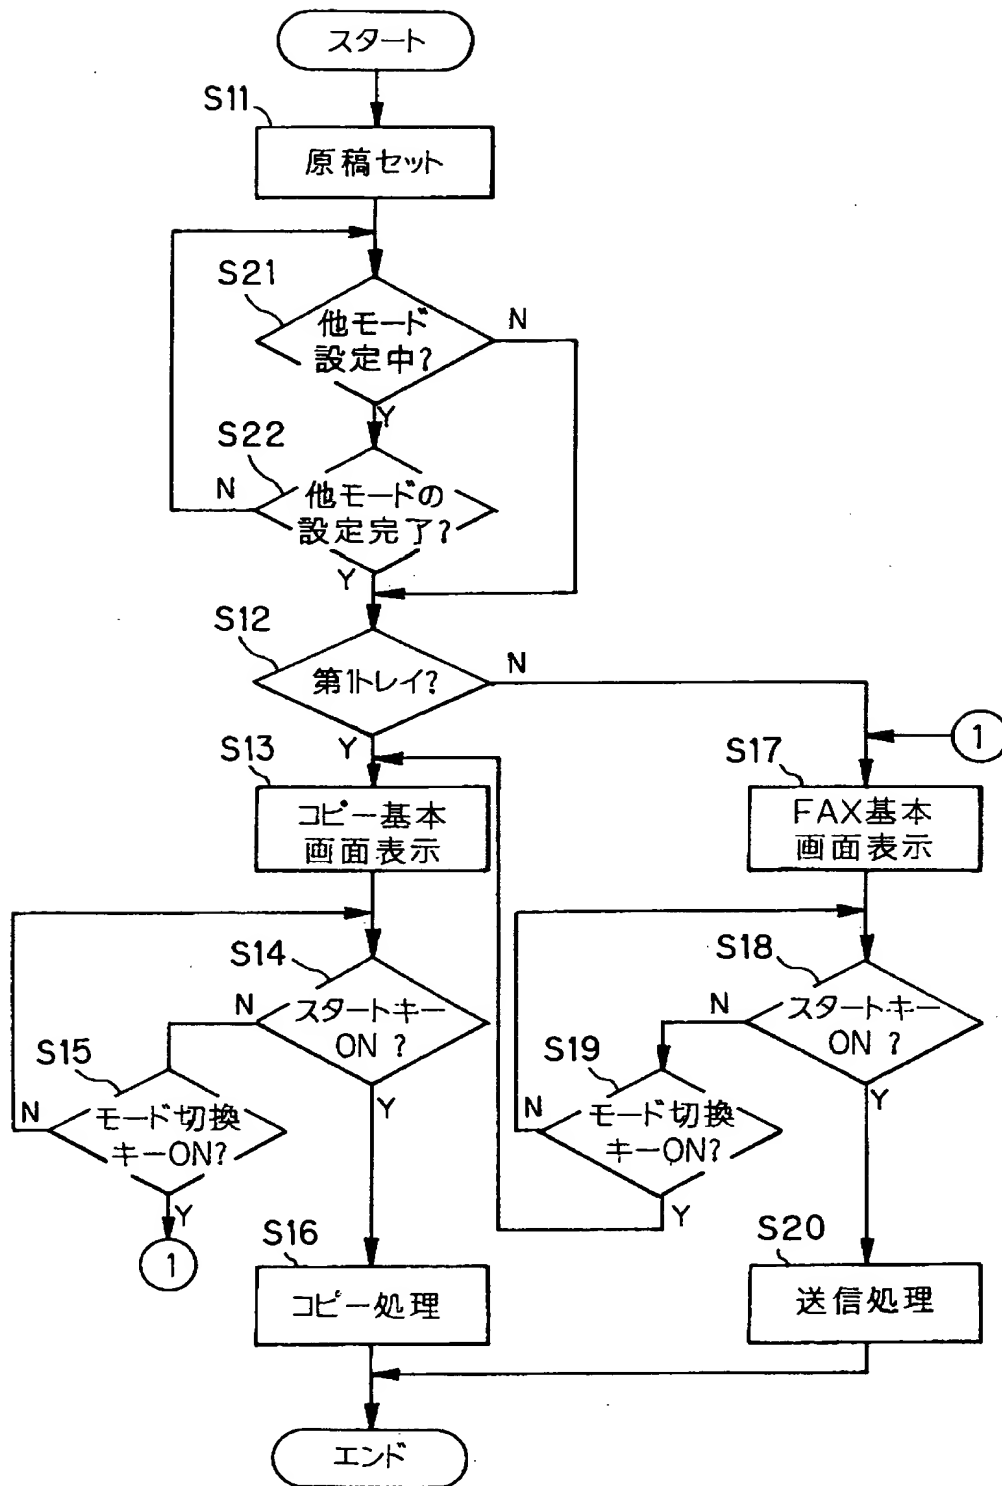 スタート
S11
原稿セット
S21
他モード
設定中?
N
Y
S22
他モードの
設定完了?
N
Y
S12
第1トレイ?
N
Y
1
S13
コピー基本
画面表示
S17
FAX基本
画面表示
S14
スタートキー
ON ?
N
Y
S18
スタートキー
ON ?
N
Y
S15
モード切換
キーON?
N
Y
1
S19
モード切換
キーON?
N
Y
S16
コピー処理
S20
送信処理
エンド